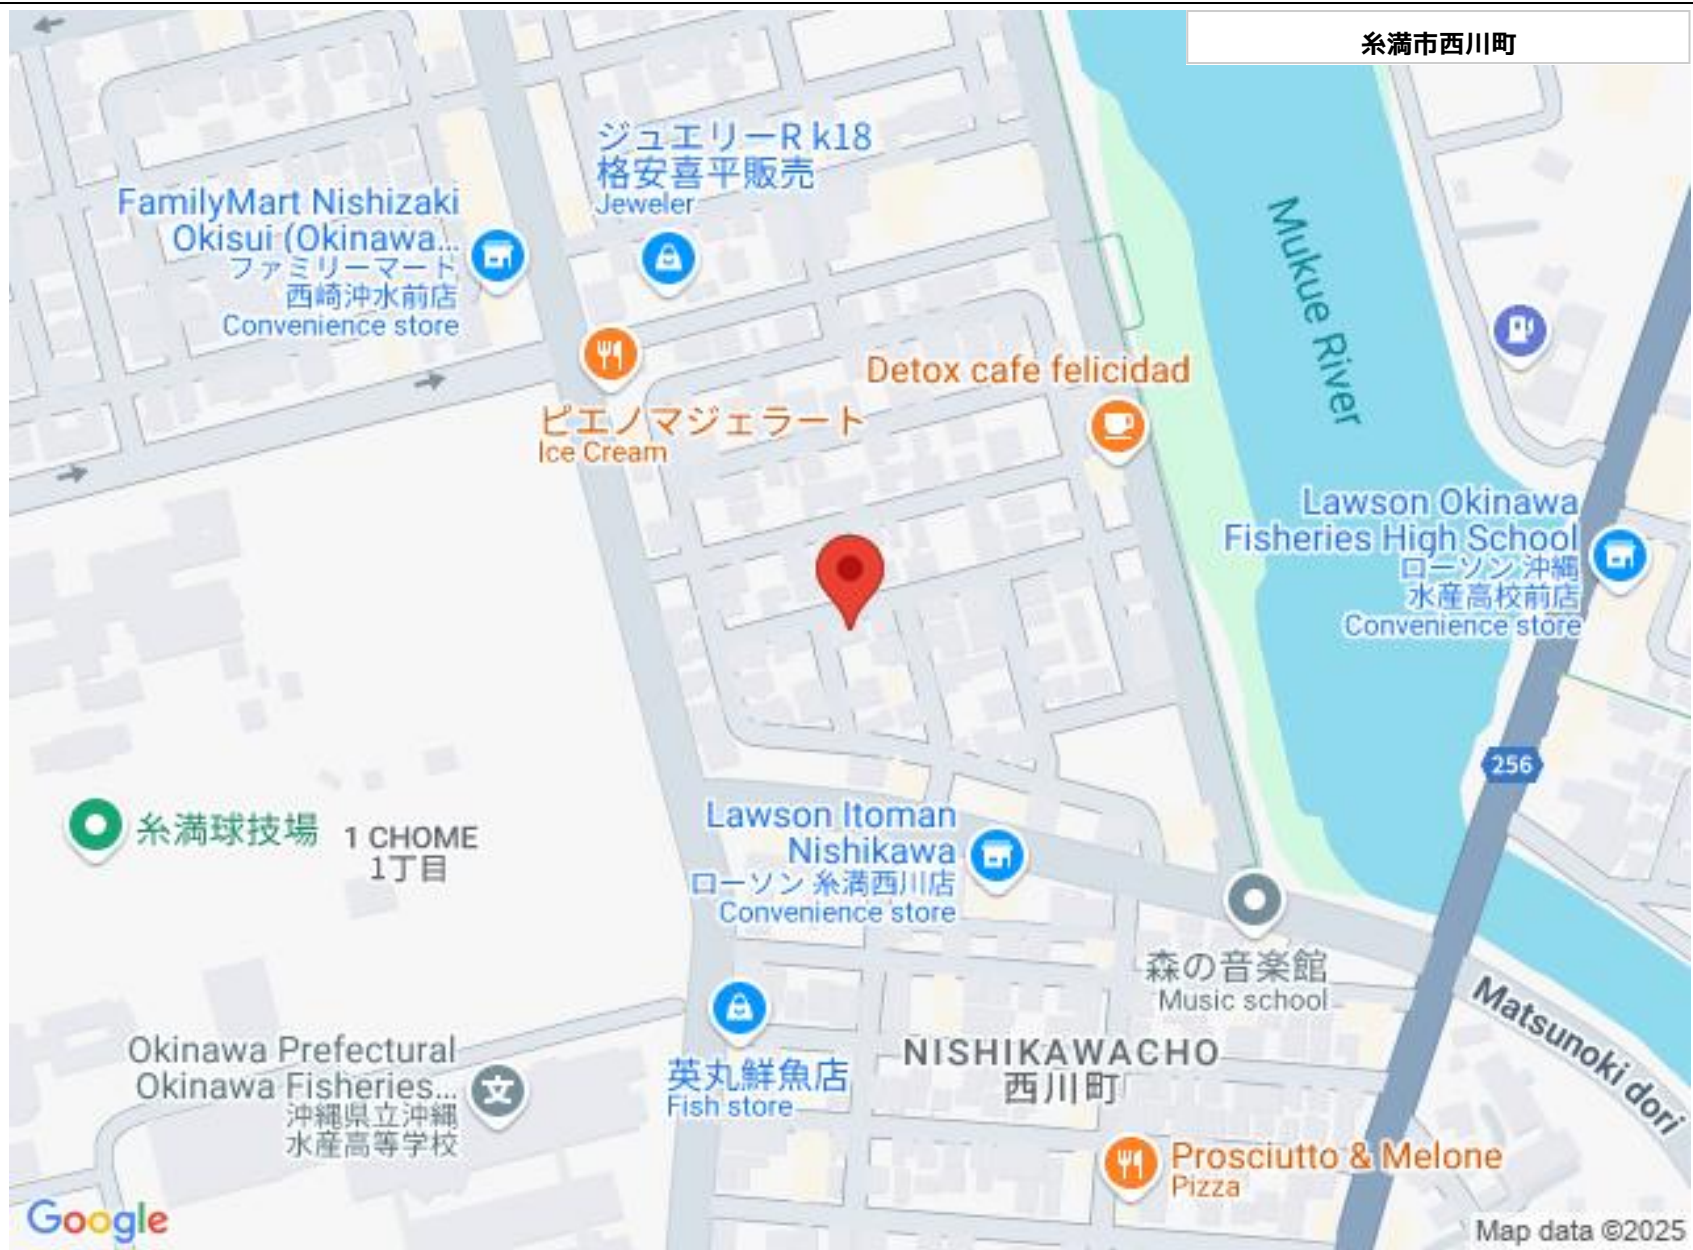 糸満市西川町
ジュエリーR k18
格安喜平販売
Jeweler
FamilyMart Nishizaki
Okisui (Okinawa...
ファミリーマート
西崎沖水前店
Convenience store
Mukue River
Detox cafe felicidad
ピエノマジェラート
Ice Cream
Lawson Okinawa
Fisheries High School
ローソン 沖縄
水産高校前店
Convenience store
256
糸満球技場
1 CHOME
1丁目
Lawson Itoman
Nishikawa
ローソン 糸満西川店
Convenience store
森の音楽館
Music school
Matsunoki dori
Okinawa Prefectural
Okinawa Fisheries...
沖縄県立沖縄
水産高等学校
文
英丸鮮魚店
Fish store
NISHIKAWACHO
西川町
Prosciutto & Melone
Pizza
Google
Map data ©2025